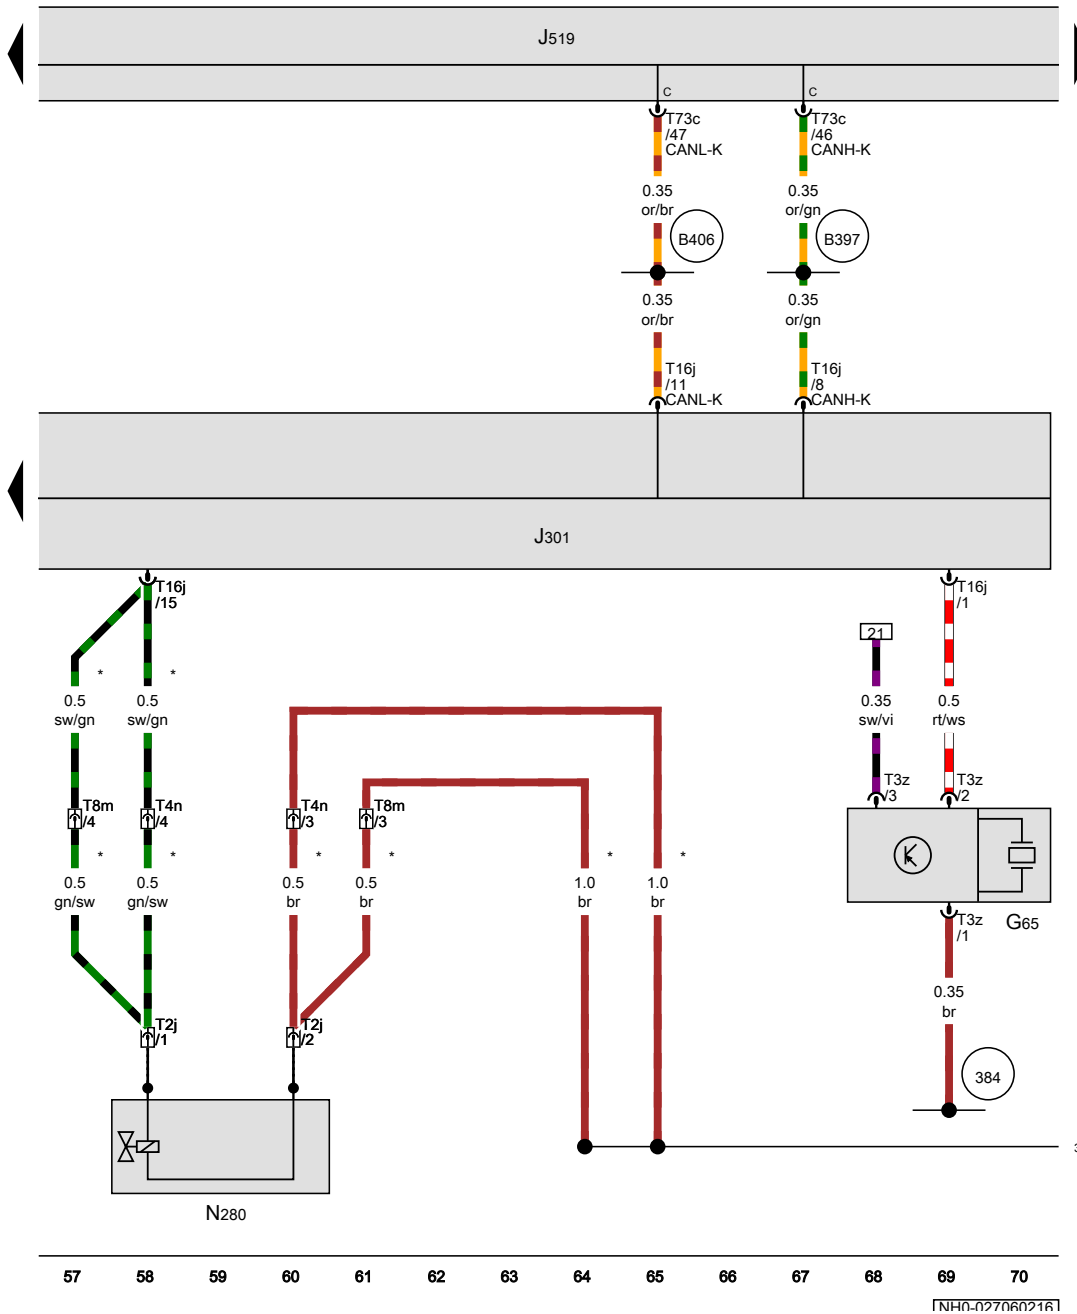 J519
c
c
T73c
/47
CANL-K
T73c
/46
CANH-K
0.35
or/br
0.35
or/gn
B406
B397
0.35
or/br
0.35
or/gn
T16j
/11
CANL-K
T16j
/8
CANH-K
J301
T16j
/15
T16j
/1
21
*
*
0.5
sw/gn
0.5
sw/gn
0.35
sw/vi
0.5
rt/ws
T3z
/3
T3z
/2
T8m
/4
T4n
/4
T4n
/3
T8m
/3
*
*
*
*
*
*
0.5
gn/sw
0.5
gn/sw
0.5
br
0.5
br
1.0
br
1.0
br
T3z
/1
G65
0.35
br
T2j
/1
T2j
/2
384
N280
57 58 59 60 61 62 63 64 65 66 67 68 69 70
NH0-027060216